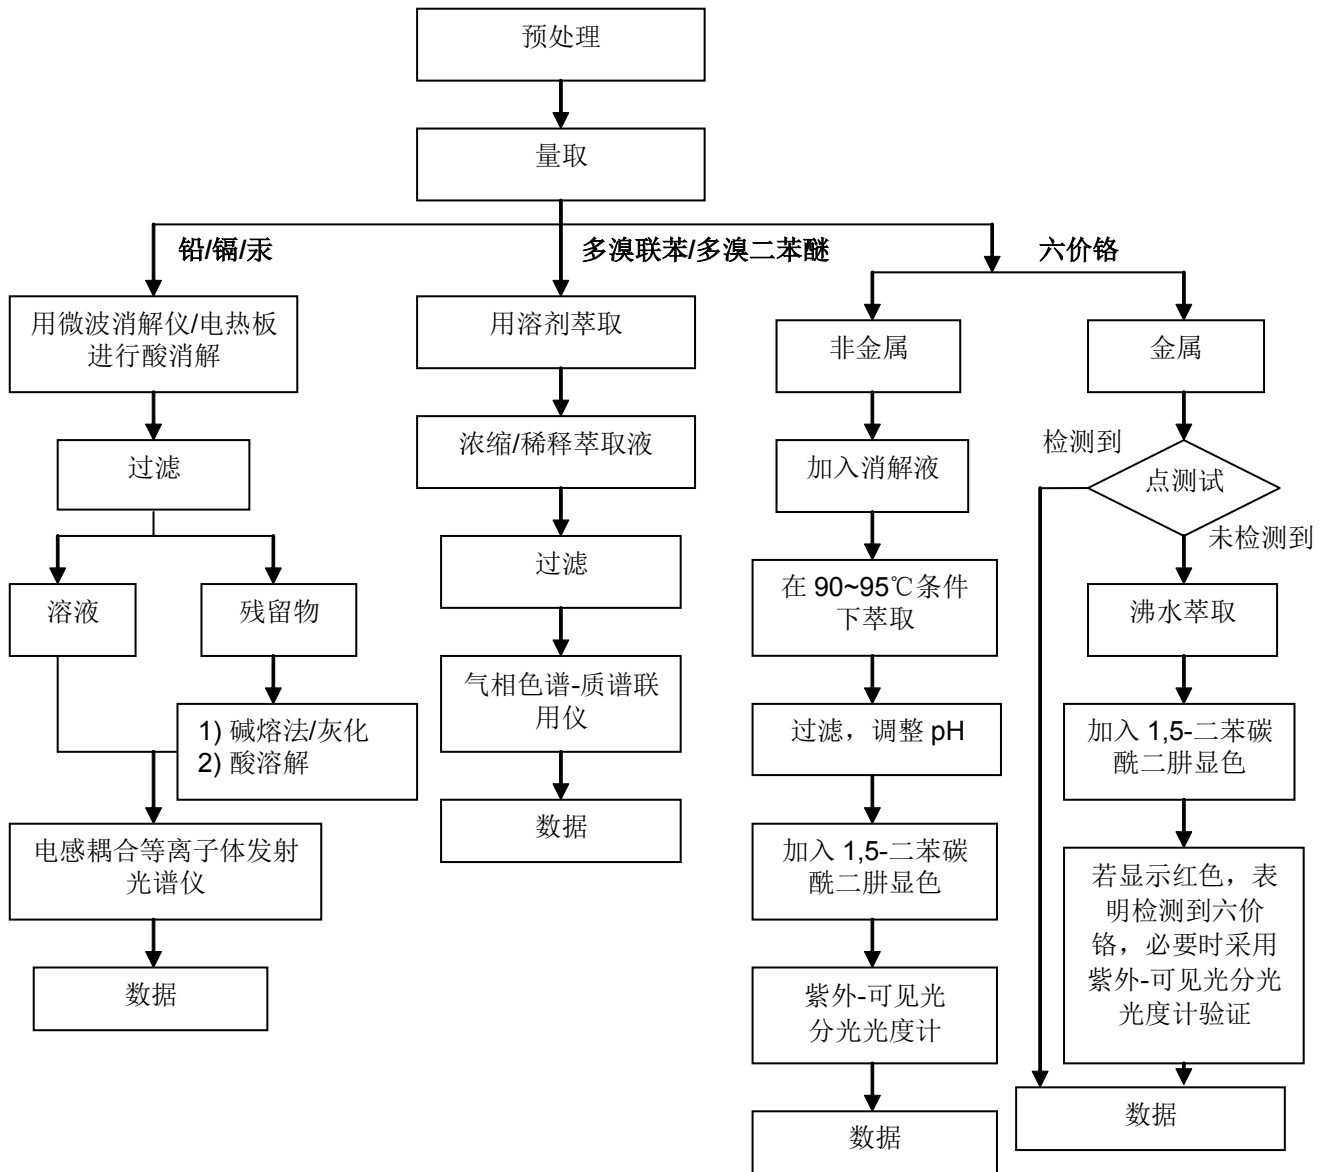 预处理
量取
铅/镉/汞
多溴联苯/多溴二苯醚
六价铬
用微波消解仪/电热板
进行酸消解
过滤
溶液
残留物
1) 碱熔法/灰化
2) 酸溶解
电感耦合等离子体发射
光谱仪
数据
用溶剂萃取
浓缩/稀释萃取液
过滤
气相色谱-质谱联
用仪
数据
非金属
加入消解液
在 90~95℃条件
下萃取
过滤，调整 pH
加入 1,5-二苯碳
酰二肼显色
紫外-可见光
分光光度计
数据
金属
检测到
点测试
未检测到
沸水萃取
加入 1,5-二苯碳
酰二肼显色
若显示红色，表
明检测到六价
铬，必要时采用
紫外-可见光分光
光度计验证
数据